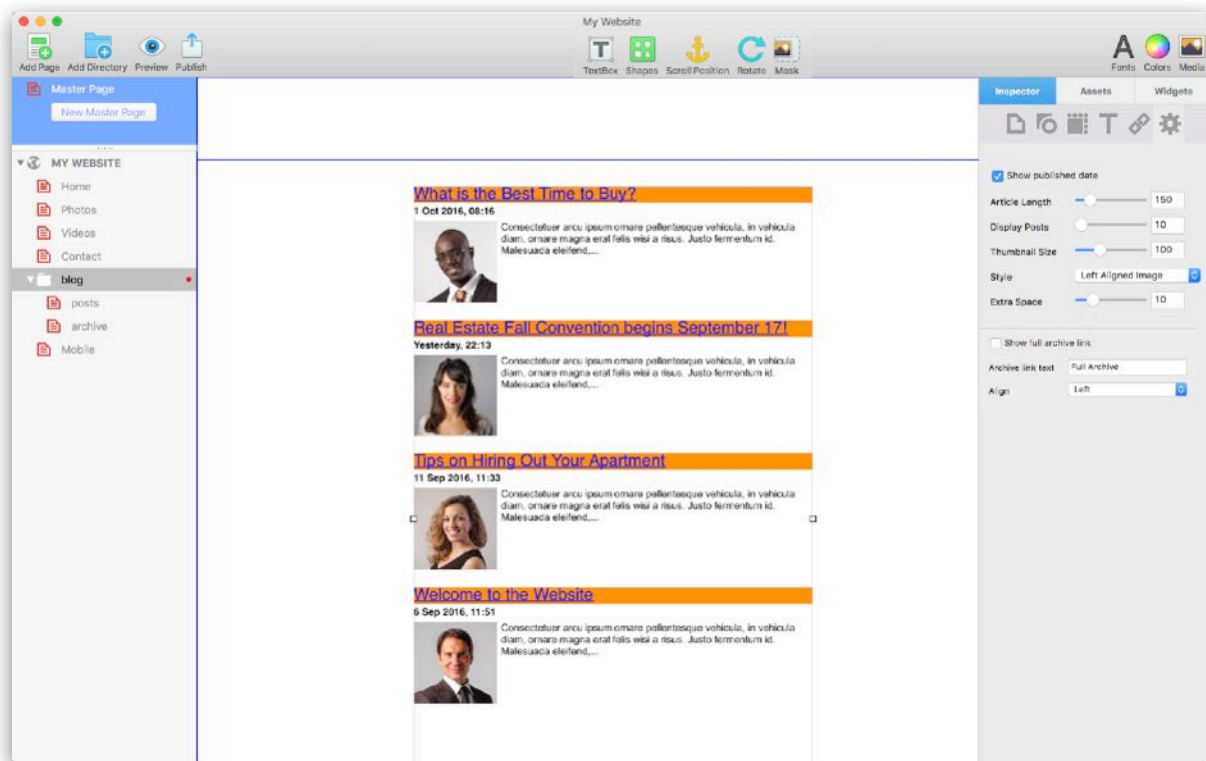 My Website
Add Page Add Directory Preview Publish
TextBox Shapes Scroll Position Rotate Mask
Fonts Colors Media
Master Page
New Master Page
MY WEBSITE
Home
Photos
Videos
Contact
blog
posts
archive
Mobile
What is the Best Time to Buy?
1 Oct 2016, 08:16
Consectetuer arcu ipsum ornare pellentesque vehicula, in vehicula
diam, ornare magna erat felis wisi a risus. Justo fermentum id.
Malesuada eleifend,...
Real Estate Fall Convention begins September 17!
Yesterday, 22:13
Consectetuer arcu ipsum ornare pellentesque vehicula, in vehicula
diam, ornare magna erat felis wisi a risus. Justo fermentum id.
Malesuada eleifend,...
Tips on Hiring Out Your Apartment
11 Sep 2016, 11:33
Consectetuer arcu ipsum ornare pellentesque vehicula, in vehicula
diam, ornare magna erat felis wisi a risus. Justo fermentum id.
Malesuada eleifend,...
Welcome to the Website
6 Sep 2016, 11:51
Consectetuer arcu ipsum ornare pellentesque vehicula, in vehicula
diam, ornare magna erat felis wisi a risus. Justo fermentum id.
Malesuada eleifend,...
Inspector Assets Widgets
Show published date
Article Length 150
Display Posts 10
Thumbnail Size 100
Style Left Aligned Image
Extra Space 10
Show full archive link
Archive link text Full Archive
Align Left